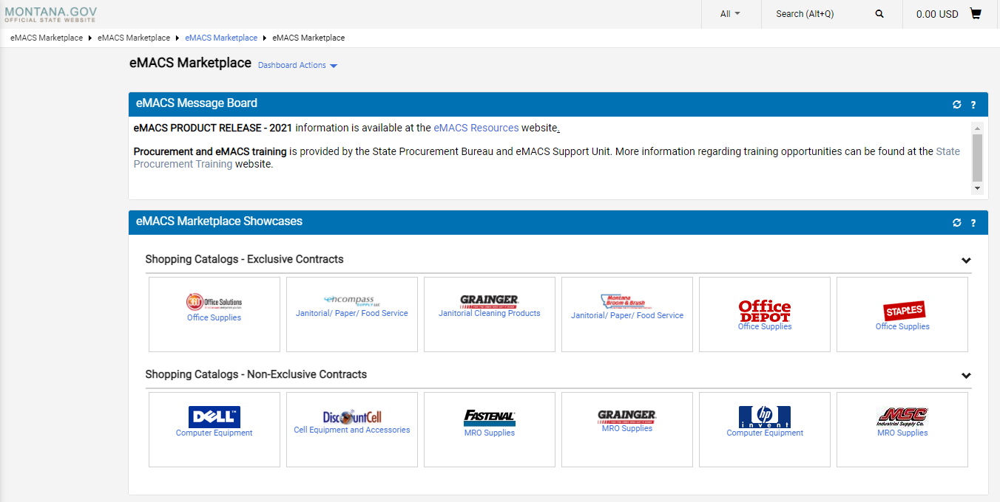 MONTANA.GOV
OFFICIAL STATE WEBSITE
All
Search (Alt+Q)
0.00 USD
eMACS Marketplace eMACS Marketplace eMACS Marketplace eMACS Marketplace
eMACS Marketplace Dashboard Actions
eMACS Message Board ?
eMACS PRODUCT RELEASE - 2021 information is available at the eMACS Resources website.
Procurement and eMACS training is provided by the State Procurement Bureau and eMACS Support Unit. More information regarding training opportunities can be found at the State
Procurement Training website.
eMACS Marketplace Showcases ?
Shopping Catalogs - Exclusive Contracts
360 Office Solutions
Office Supplies
encompass
SUPPLY LLC
Janitorial/ Paper/ Food Service
GRAINGER
Janitorial Cleaning Products
Montana
Broom & Brush
Janitorial/ Paper/ Food Service
Office
DEPOT
Office Supplies
STAPLES
Office Supplies
Shopping Catalogs - Non-Exclusive Contracts
DELL™
Computer Equipment
DiscountCell
Cell Equipment and Accessories
FASTENAL
MRO Supplies
GRAINGER
MRO Supplies
hp
invent
Computer Equipment
MSC
Industrial Supply Co.
MRO Supplies